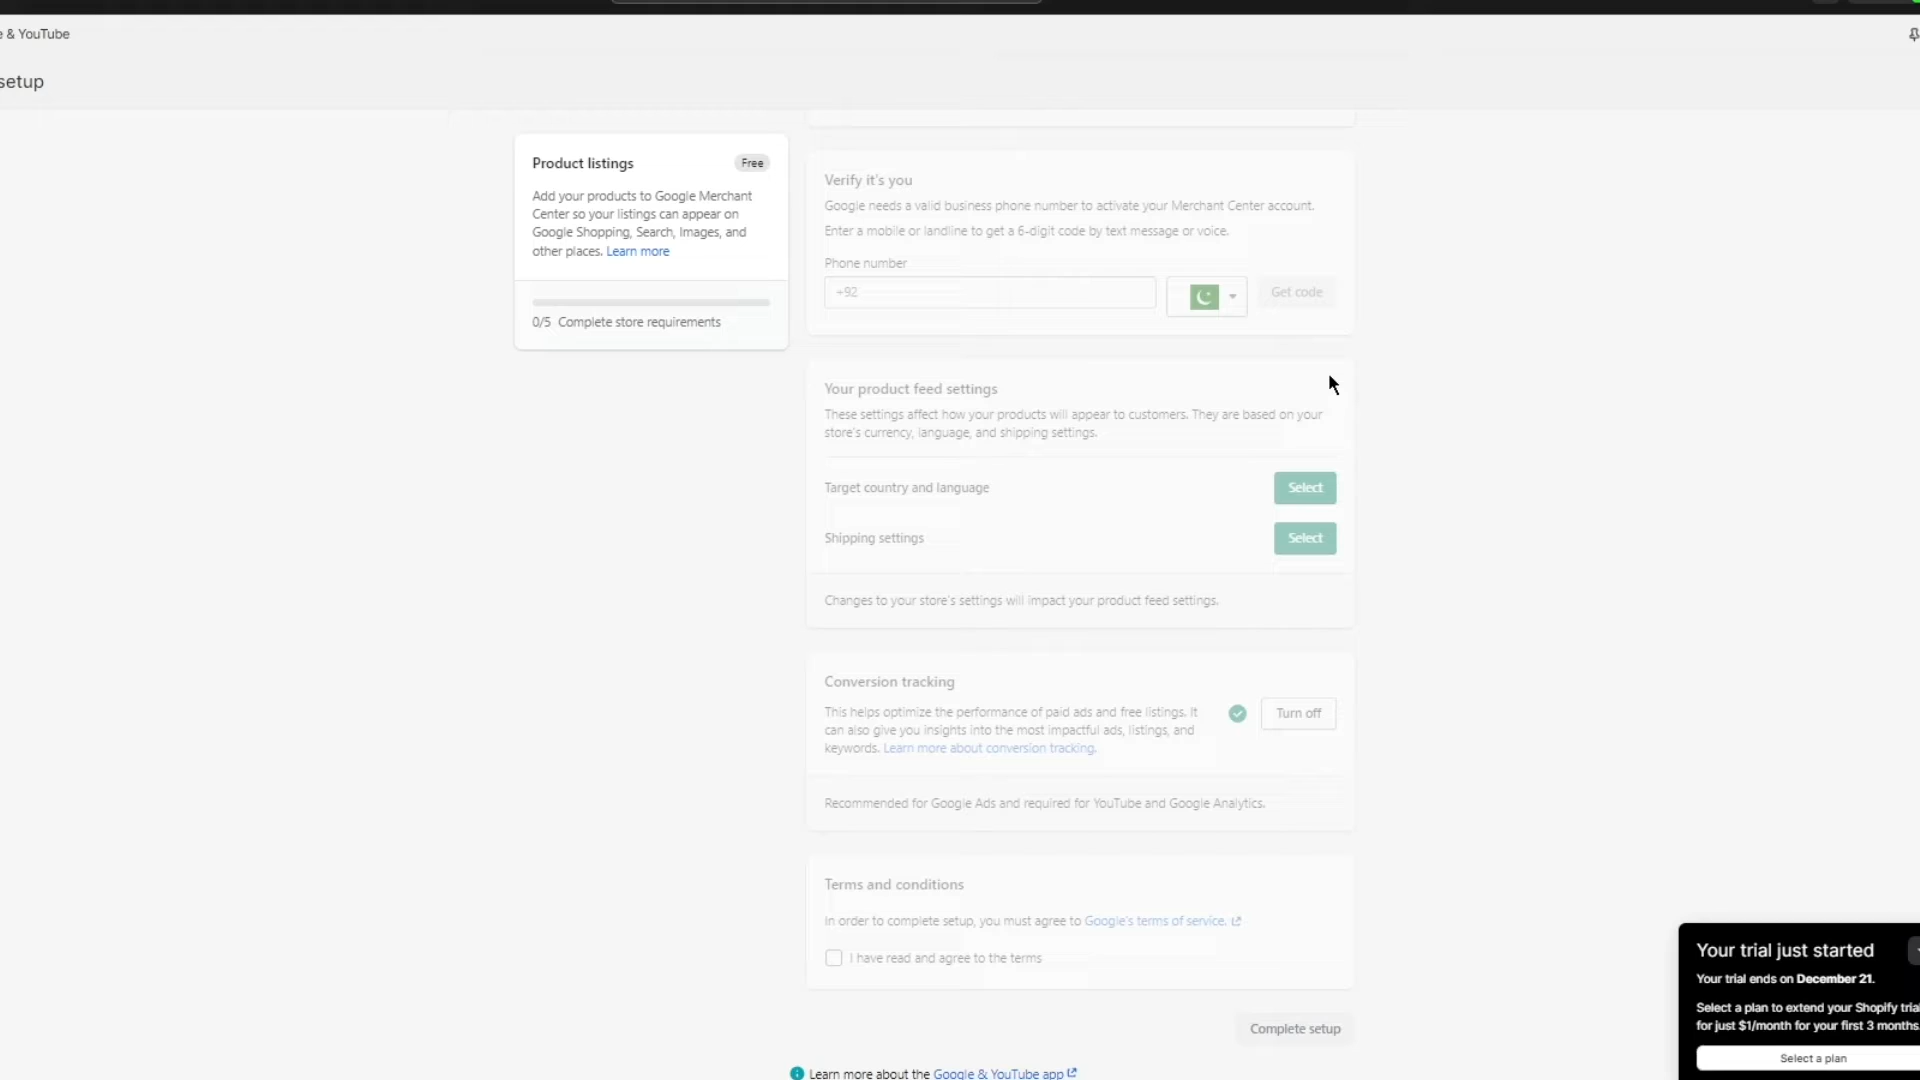 & YouTube
setup
Product listings
Free
Add your products to Google Merchant
Center so your listings can appear on
Google Shopping, Search, Images, and
other places. Learn more
0/5 Complete store requirements
Verify it's you
Google needs a valid business phone number to activate your Merchant Center account.
Enter a mobile or landline to get a 6-digit code by text message or voice.
Phone number
+92
Get code
Your product feed settings
These settings affect how your products will appear to customers. They are based on your
store's currency, language, and shipping settings.
Target country and language
Select
Shipping settings
Select
Changes to your store's settings will impact your product feed settings.
Conversion tracking
This helps optimize the performance of paid ads and free listings. It
can also give you insights into the most impactful ads, listings, and
keywords. Learn more about conversion tracking.
Turn off
Recommended for Google Ads and required for YouTube and Google Analytics.
Terms and conditions
In order to complete setup, you must agree to Google's terms of service.
I have read and agree to the terms
Complete setup
Learn more about the Google & YouTube app
Your trial just started
Your trial ends on December 21.
Select a plan to extend your Shopify trial
for just $1/month for your first 3 months.
Select a plan